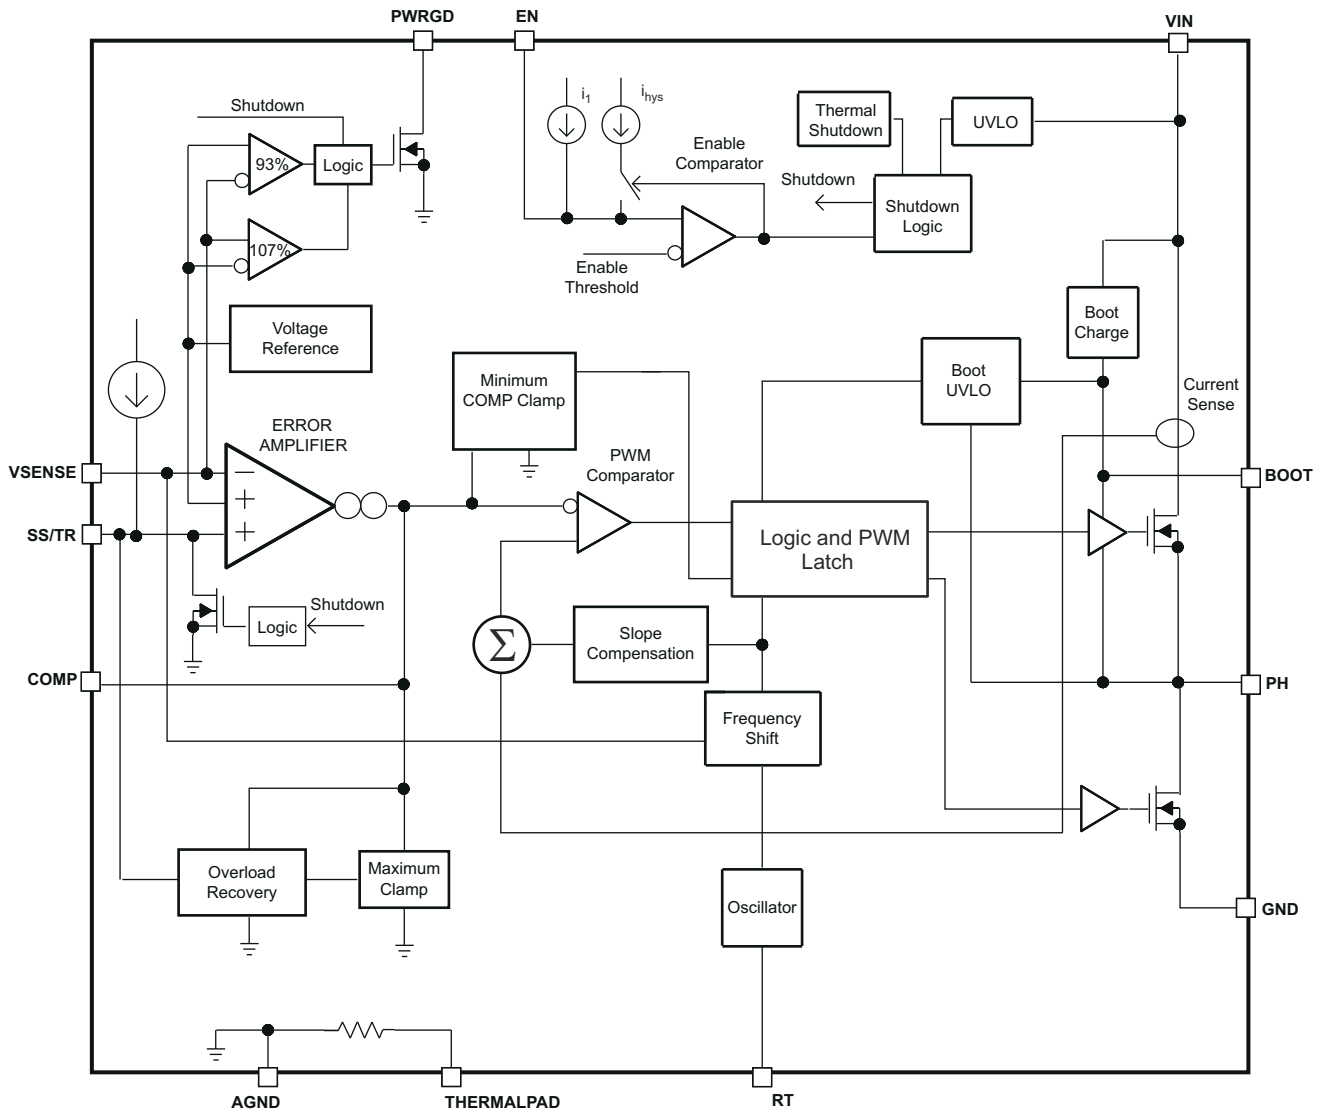 PWRGD
EN
VIN
Shutdown
93%
Logic
107%
i1
ihys
Enable
Comparator
Thermal
Shutdown
UVLO
Shutdown
Shutdown
Logic
Enable
Threshold
Voltage
Reference
Boot
Charge
Minimum
COMP Clamp
Boot
UVLO
Current
Sense
ERROR
AMPLIFIER
PWM
Comparator
VSENSE
BOOT
SS/TR
Logic and PWM
Latch
Shutdown
Logic
Σ
Slope
Compensation
COMP
PH
Frequency
Shift
Overload
Recovery
Maximum
Clamp
Oscillator
GND
AGND
THERMALPAD
RT